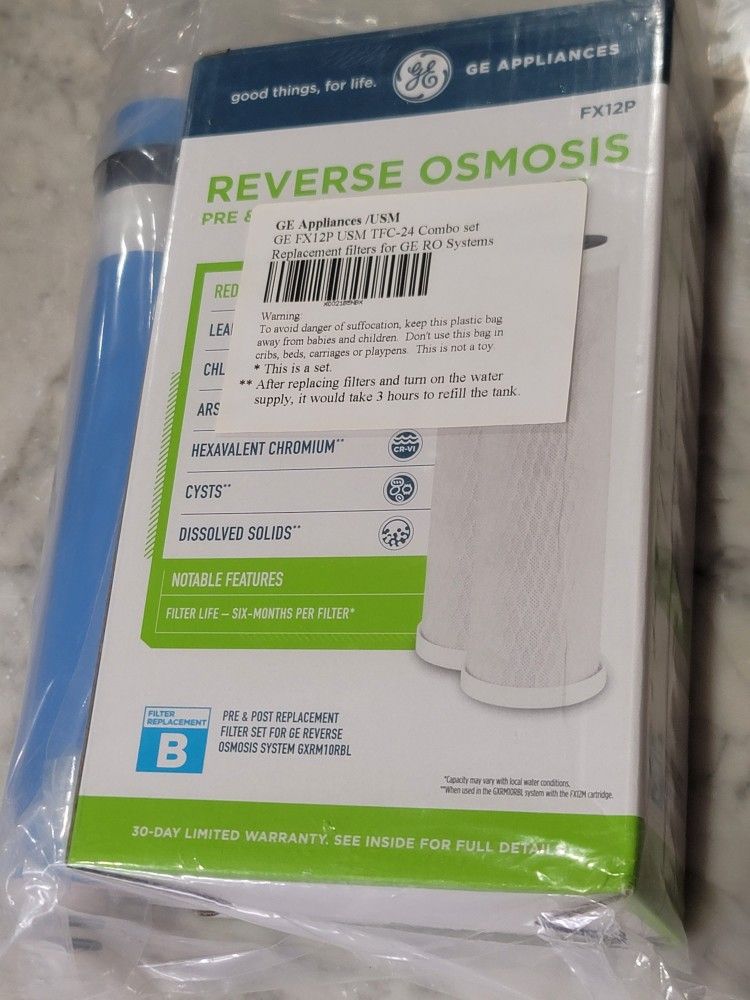 good things, for life.
GE
GE APPLIANCES
FX12P
REVERSE OSMOSIS
PRE &
GE Appliances /USM
GE FX12P USM TFC-24 Combo set
Replacement filters for GE RO Systems
Warning:
To avoid danger of suffocation, keep this plastic bag
away from babies and children. Don't use this bag in
cribs, beds, carriages or playpens. This is not a toy.
* This is a set.
** After replacing filters and turn on the water
supply, it would take 3 hours to refill the tank.
RED
LEA
CHL
ARS
HEXAVALENT CHROMIUM**
CR-VI
CYSTS**
DISSOLVED SOLIDS**
NOTABLE FEATURES
FILTER LIFE – SIX-MONTHS PER FILTER*
FILTER
REPLACEMENT
B
PRE & POST REPLACEMENT
FILTER SET FOR GE REVERSE
OSMOSIS SYSTEM GXRM10RBL
*Capacity may vary with local water conditions.
**When used in the GXRM10RBL system with the FX12M cartridge.
30-DAY LIMITED WARRANTY. SEE INSIDE FOR FULL DETAILS